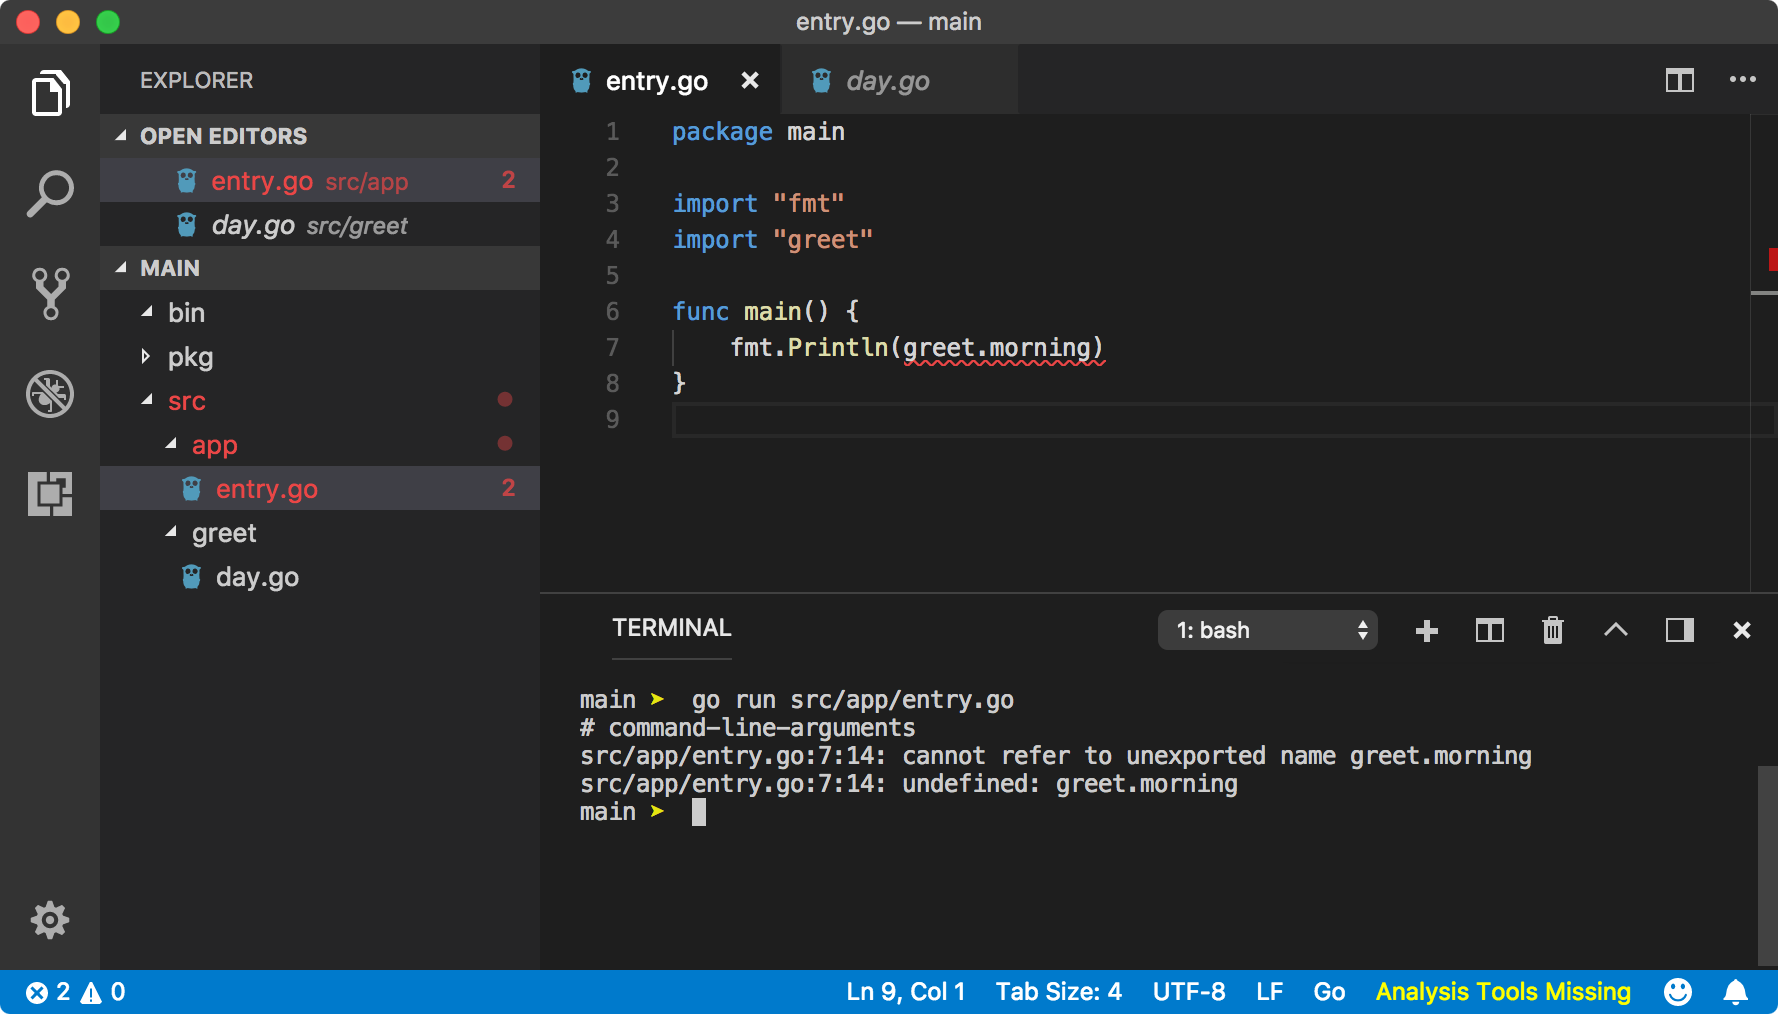 entry.go — main
EXPLORER
OPEN EDITORS
entry.go src/app 2
day.go src/greet
MAIN
bin
pkg
src
app
entry.go 2
greet
day.go
entry.go day.go
1 package main
2
3 import "fmt"
4 import "greet"
5
6 func main() {
7 fmt.Println(greet.morning)
8 }
9
TERMINAL
1: bash
main ➤ go run src/app/entry.go
# command-line-arguments
src/app/entry.go:7:14: cannot refer to unexported name greet.morning
src/app/entry.go:7:14: undefined: greet.morning
main ➤
2 0 Ln 9, Col 1 Tab Size: 4 UTF-8 LF Go Analysis Tools Missing